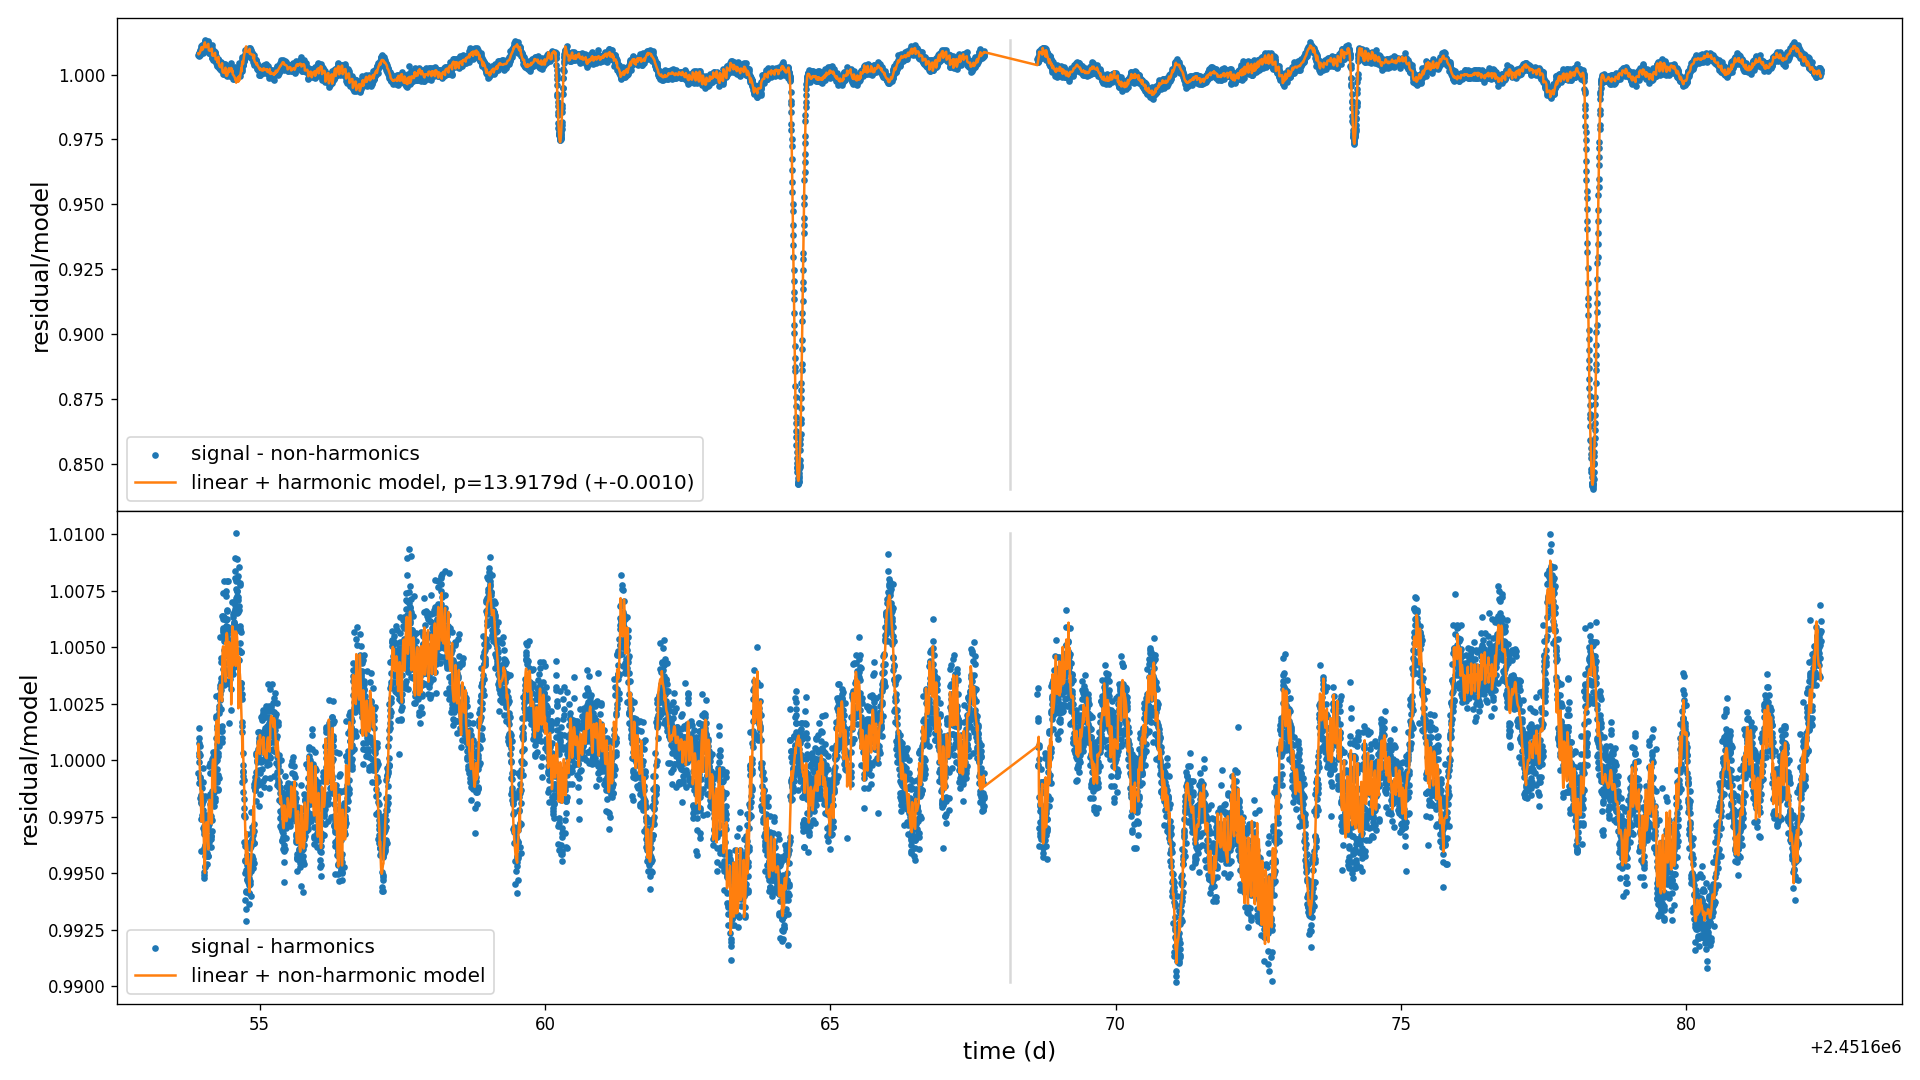 1.000
0.975
0.950
0.925
0.900
0.875
0.850
residual/model
signal - non-harmonics
linear + harmonic model, p=13.9179d (+-0.0010)
1.0100
1.0075
1.0050
1.0025
1.0000
0.9975
0.9950
0.9925
0.9900
residual/model
signal - harmonics
linear + non-harmonic model
55 60 65 70 75 80
time (d)
+2.4516e6